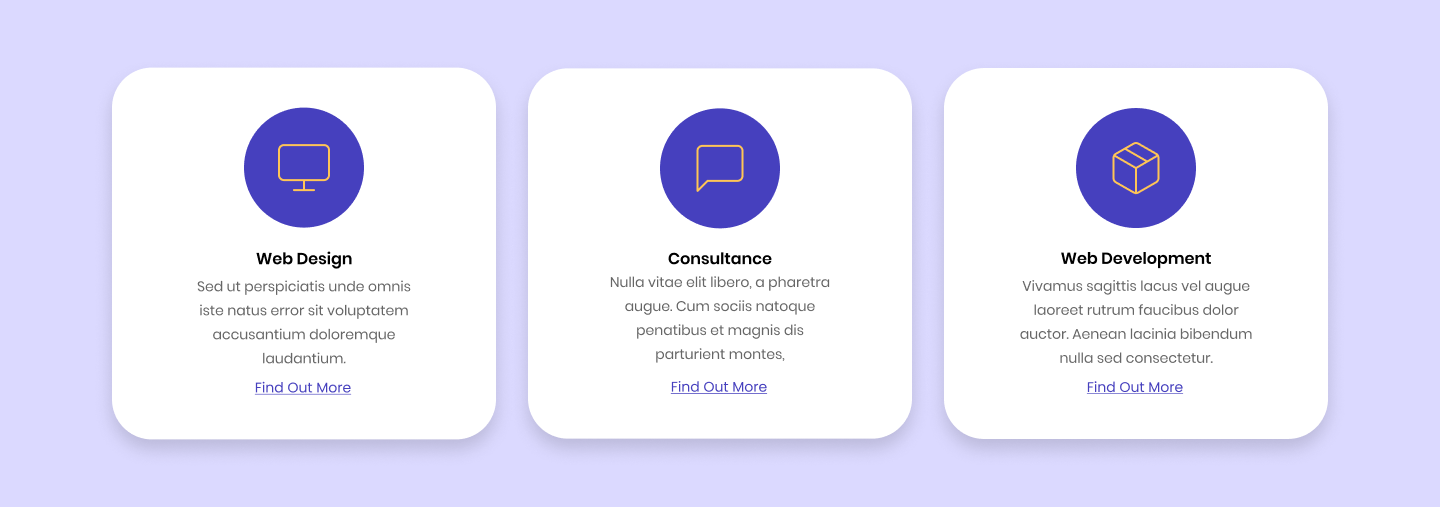 Web Design
Sed ut perspiciatis unde omnis
iste natus error sit voluptatem
accusantium doloremque
laudantium.
Find Out More
Consultance
Nulla vitae elit libero, a pharetra
augue. Cum sociis natoque
penatibus et magnis dis
parturient montes,
Find Out More
Web Development
Vivamus sagittis lacus vel augue
laoreet rutrum faucibus dolor
auctor. Aenean lacinia bibendum
nulla sed consectetur.
Find Out More